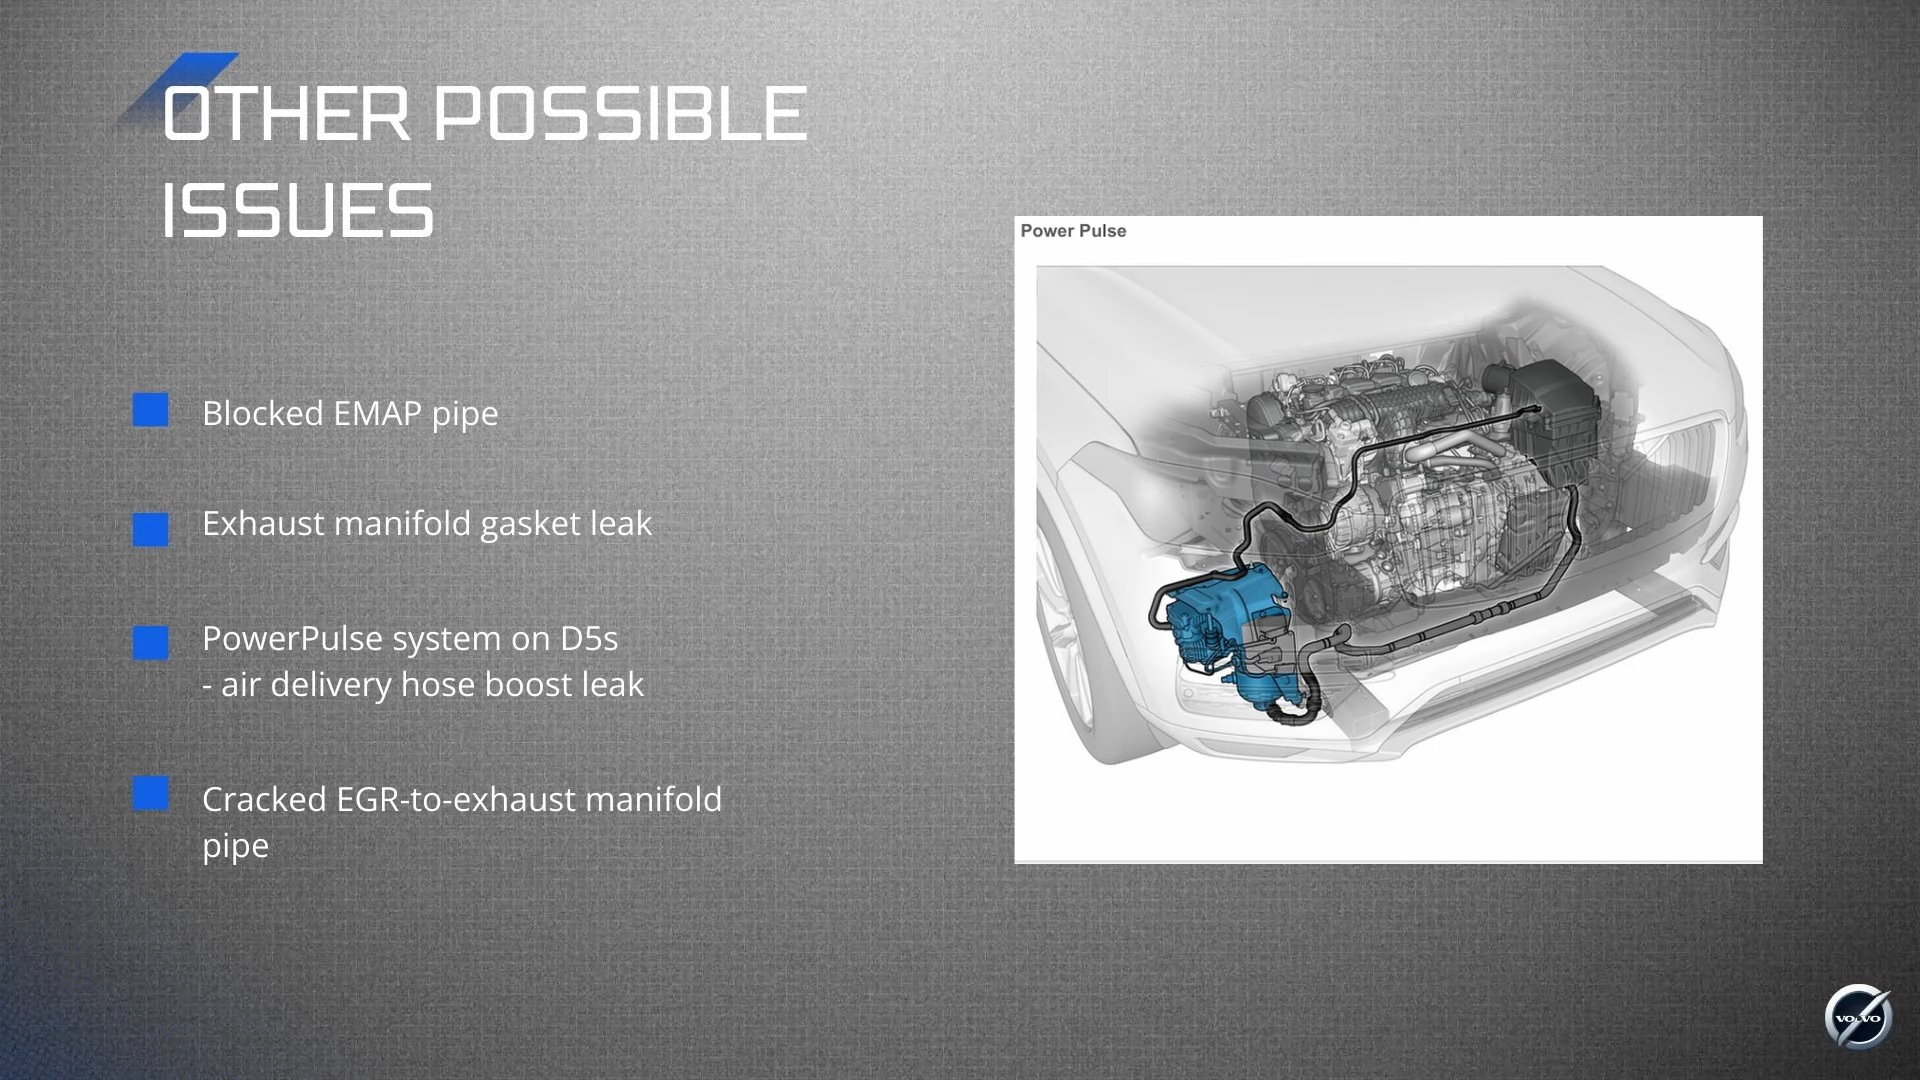 OTHER POSSIBLE
ISSUES
Power Pulse
Blocked EMAP pipe
Exhaust manifold gasket leak
PowerPulse system on D5s
- air delivery hose boost leak
Cracked EGR-to-exhaust manifold
pipe
VOLVO